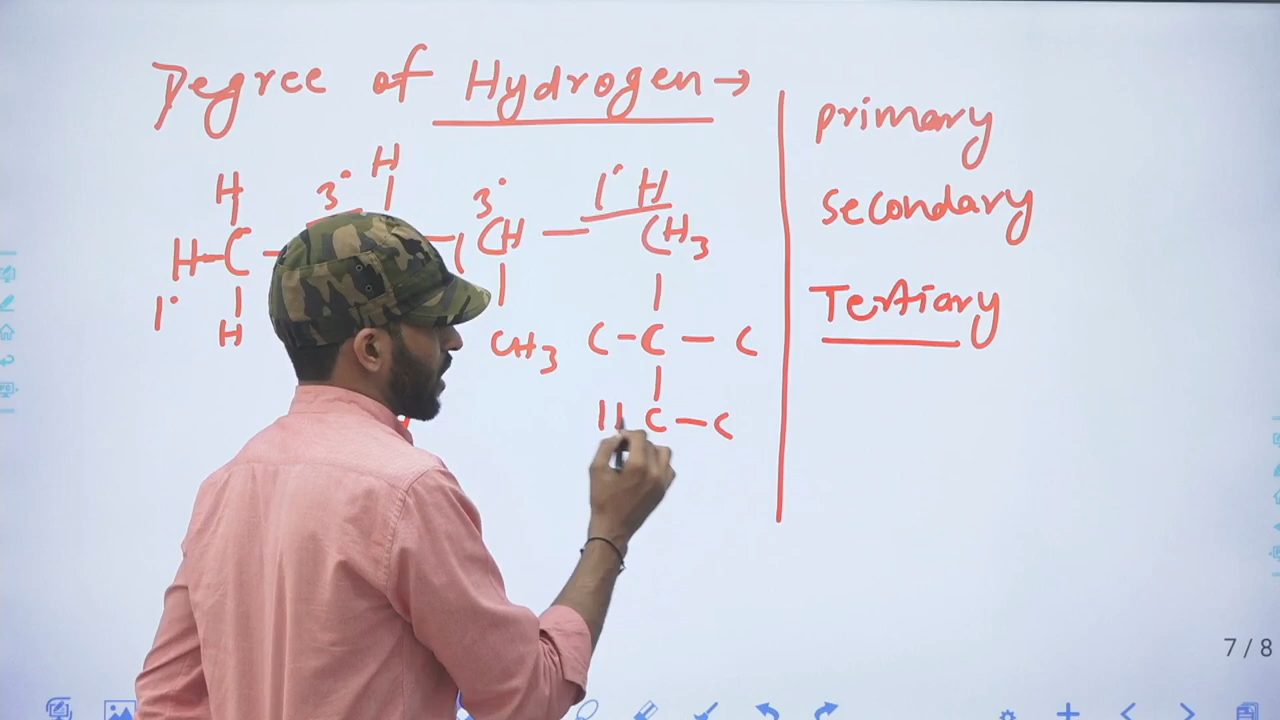 Degree of Hydrogen →
primary
secondary
Tertiary
H
H
3°
3°
1° H
H-C-
CH
CH3
1°
H
CH3
C-C-C
H C-C
7 / 8